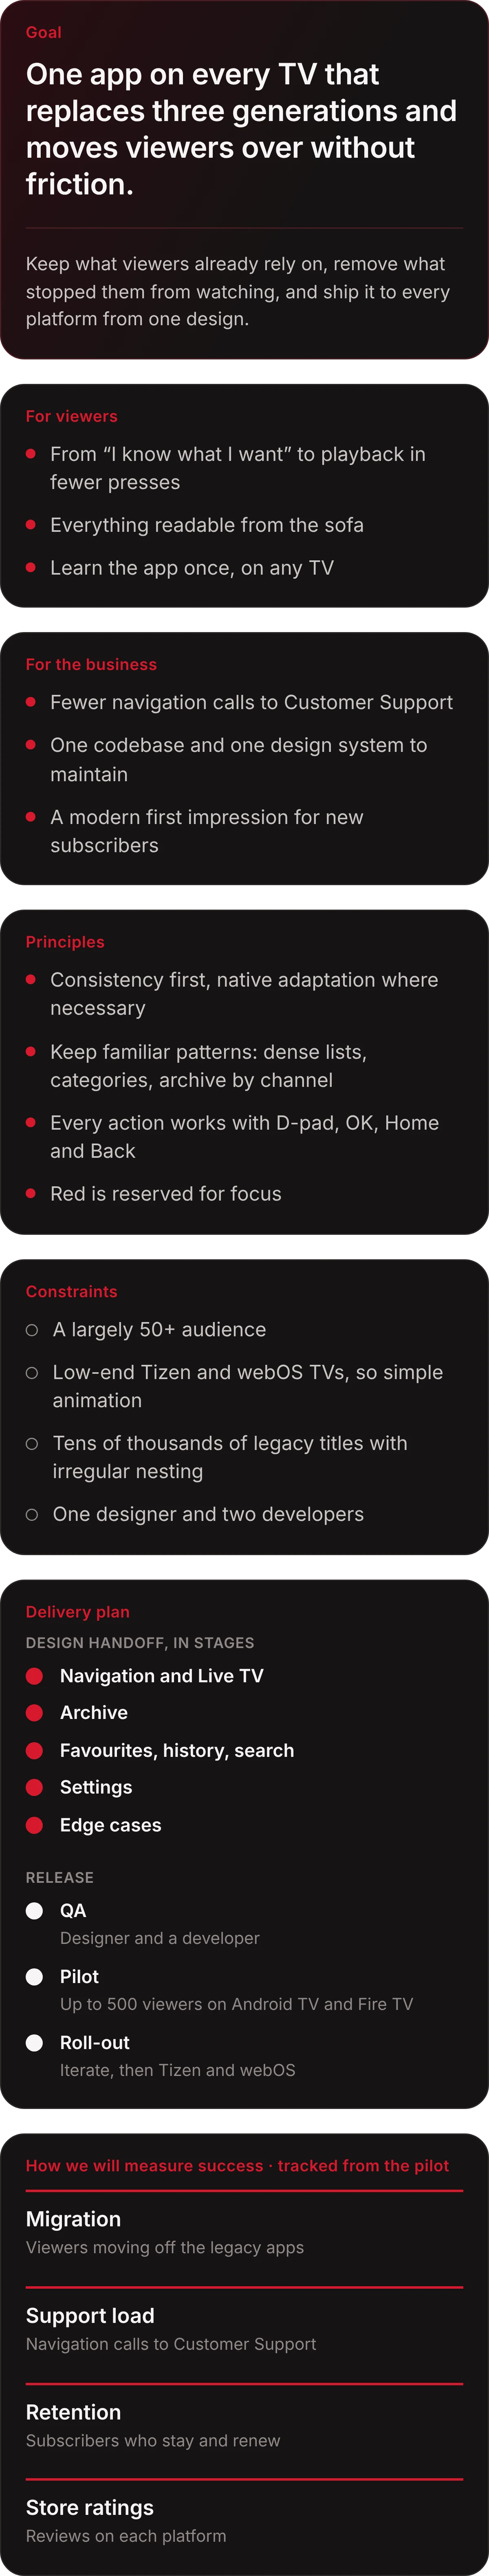 Goal
One app on every TV that
replaces three generations and
moves viewers over without
friction.
Keep what viewers already rely on, remove what
stopped them from watching, and ship it to every
platform from one design.
For viewers
From “I know what I want” to playback in
fewer presses
Everything readable from the sofa
Learn the app once, on any TV
For the business
Fewer navigation calls to Customer Support
One codebase and one design system to
maintain
A modern first impression for new
subscribers
Principles
Consistency first, native adaptation where
necessary
Keep familiar patterns: dense lists,
categories, archive by channel
Every action works with D-pad, OK, Home
and Back
Red is reserved for focus
Constraints
A largely 50+ audience
Low-end Tizen and webOS TVs, so simple
animation
Tens of thousands of legacy titles with
irregular nesting
One designer and two developers
Delivery plan
DESIGN HANDOFF, IN STAGES
Navigation and Live TV
Archive
Favourites, history, search
Settings
Edge cases
RELEASE
QA
Designer and a developer
Pilot
Up to 500 viewers on Android TV and Fire TV
Roll-out
Iterate, then Tizen and webOS
How we will measure success · tracked from the pilot
Migration
Viewers moving off the legacy apps
Support load
Navigation calls to Customer Support
Retention
Subscribers who stay and renew
Store ratings
Reviews on each platform